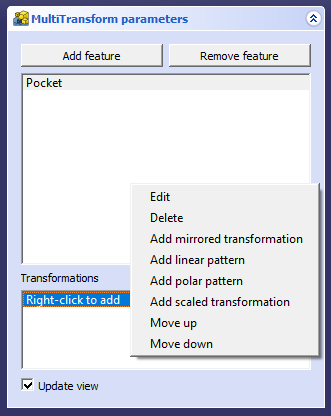 MultiTransform parameters
Add feature
Remove feature
Pocket
Edit
Delete
Add mirrored transformation
Add linear pattern
Add polar pattern
Add scaled transformation
Move up
Move down
Transformations
Right-click to add
Update view